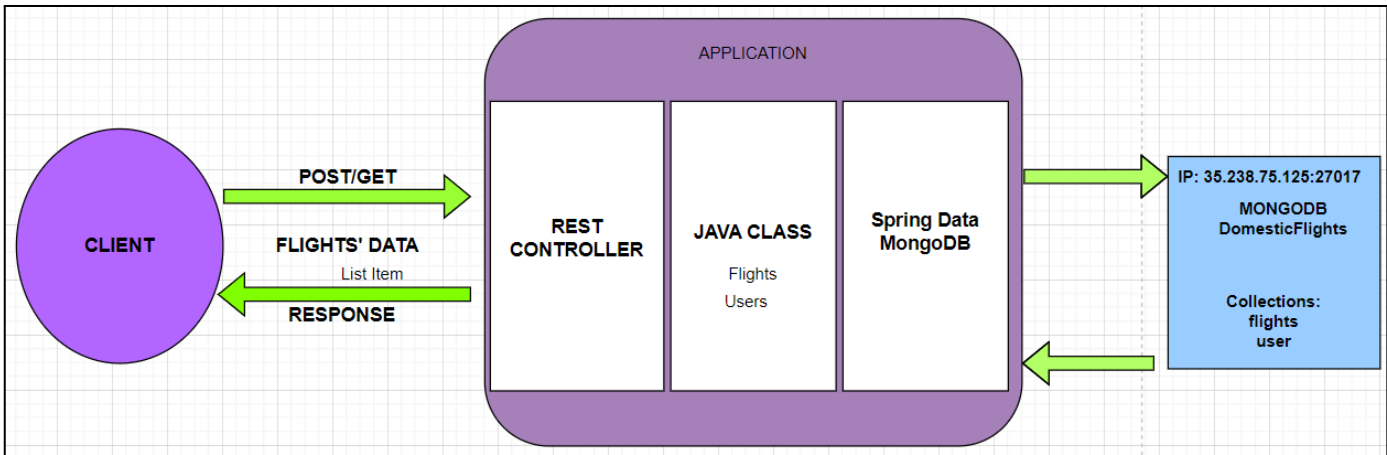 APPLICATION
CLIENT
POST/GET
FLIGHTS' DATA
List Item
RESPONSE
REST
CONTROLLER
JAVA CLASS
Flights
Users
Spring Data
MongoDB
IP: 35.238.75.125:27017
MONGODB
DomesticFlights
Collections:
flights
user